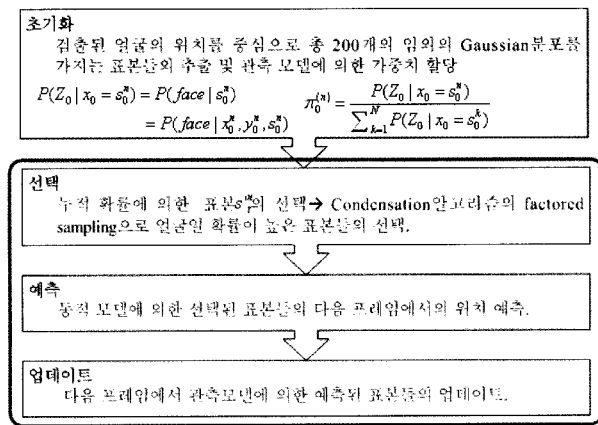 초기화
검출된 얼굴의 위치를 중심으로 총 200개의 임의의 Gaussian분포를
가지는 표본들의 추출 및 관측 모델에 의한 가중치 할당
P(Z₀ | x₀ = s₀ⁿ) = P(face | s₀ⁿ)
= P(face | x₀ⁿ, y₀ⁿ, s₀ⁿ)
π₀⁽ⁿ⁾ = P(Z₀ | x₀ = s₀ⁿ) / ∑ₖ₌₁ᴺ P(Z₀ | x₀ = s₀ᵏ)
선택
누적 확률에 의한 표본 의 선택→ Condensation알고리즘의 factored
sampling으로 얼굴일 확률이 높은 표본들의 선택.
예측
동적 모델에 의한 선택된 표본들의 다음 프레임에서의 위치 예측.
업데이트
다음 프레임에서 관측모델에 의한 예측된 표본들의 업데이트.